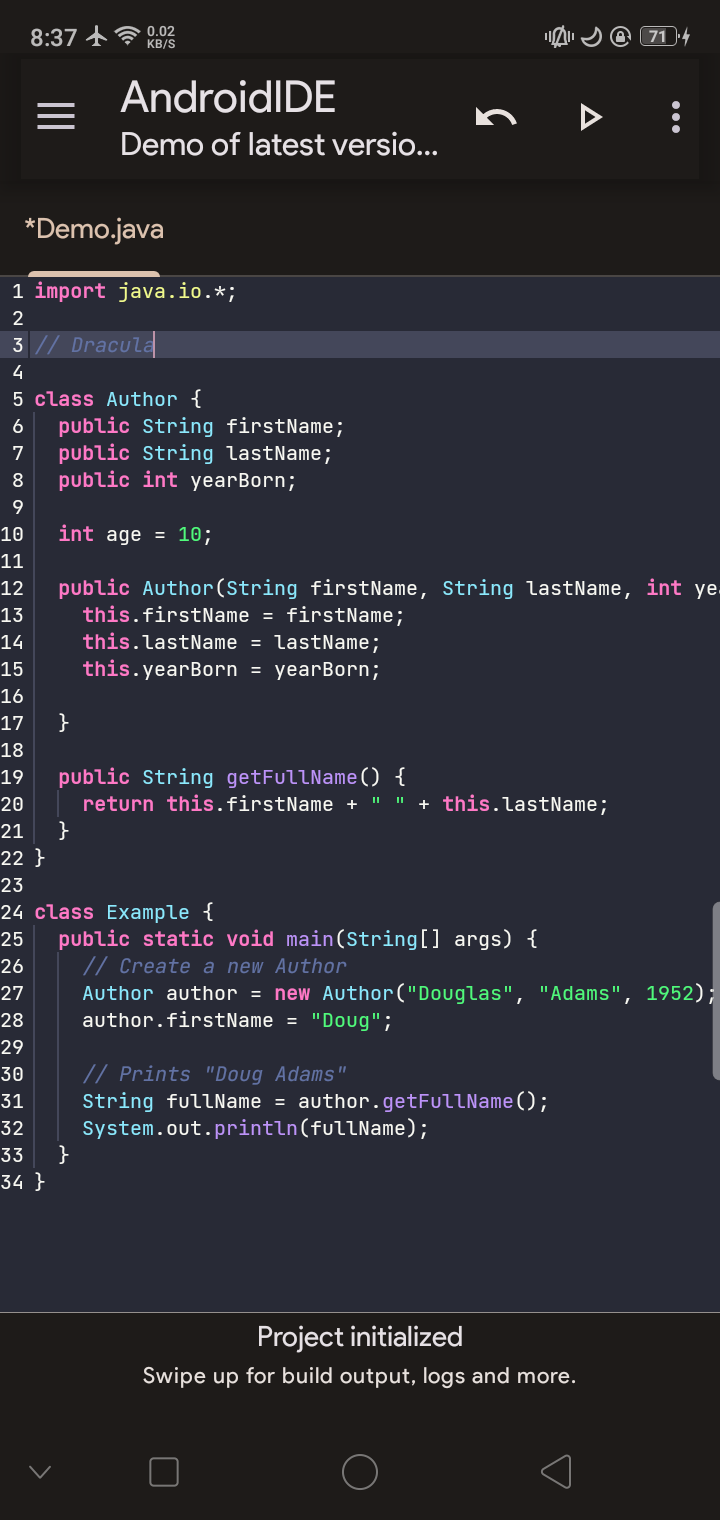 8:37 0.02 KB/S 71
AndroidIDE
Demo of latest versio...
*Demo.java
1 import java.io.*;
2
3 // Dracula
4
5 class Author {
6 public String firstName;
7 public String lastName;
8 public int yearBorn;
9
10 int age = 10;
11
12 public Author(String firstName, String lastName, int ye
13 this.firstName = firstName;
14 this.lastName = lastName;
15 this.yearBorn = yearBorn;
16
17 }
18
19 public String getFullName() {
20 return this.firstName + " " + this.lastName;
21 }
22 }
23
24 class Example {
25 public static void main(String[] args) {
26 // Create a new Author
27 Author author = new Author("Douglas", "Adams", 1952);
28 author.firstName = "Doug";
29
30 // Prints "Doug Adams"
31 String fullName = author.getFullName();
32 System.out.println(fullName);
33 }
34 }
Project initialized
Swipe up for build output, logs and more.